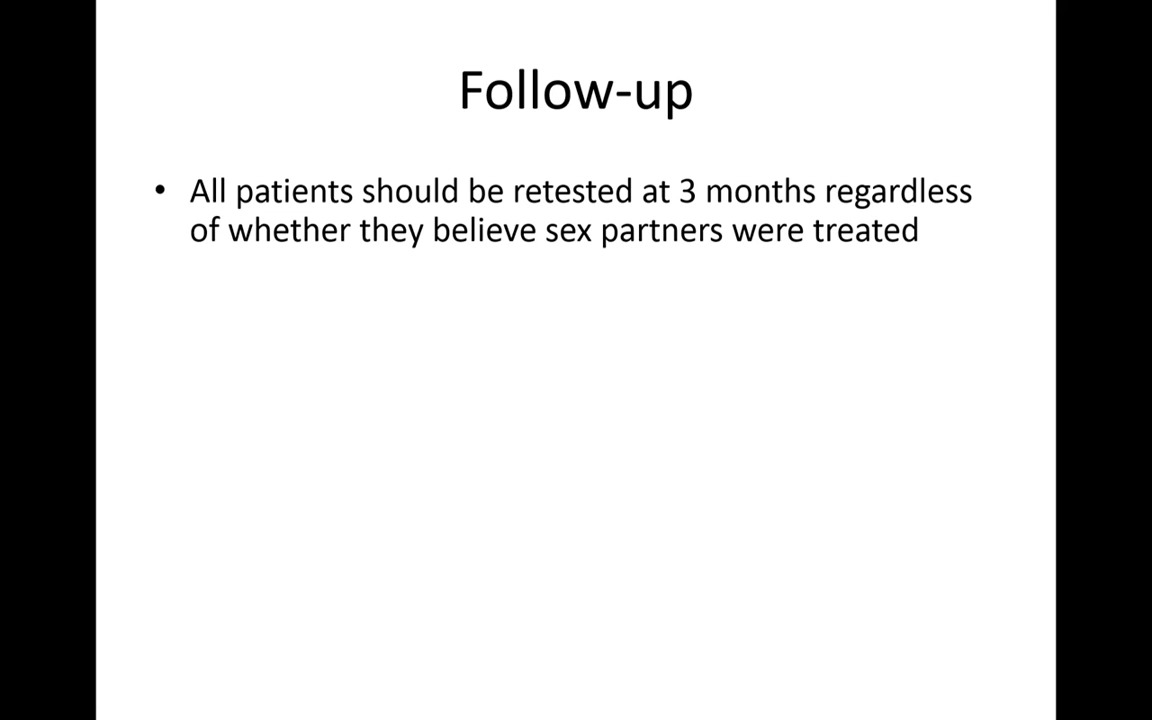 Follow-up
• All patients should be retested at 3 months regardless
of whether they believe sex partners were treated